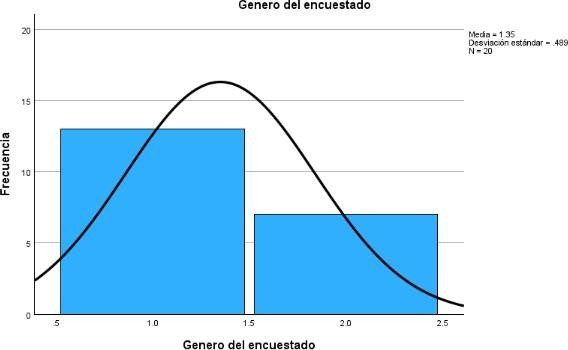 Genero del encuestado
Media = 1.35
Desviación estándar = .489
N = 20
20
15
10
5
0
Frecuencia
.5 1.0 1.5 2.0 2.5
Genero del encuestado